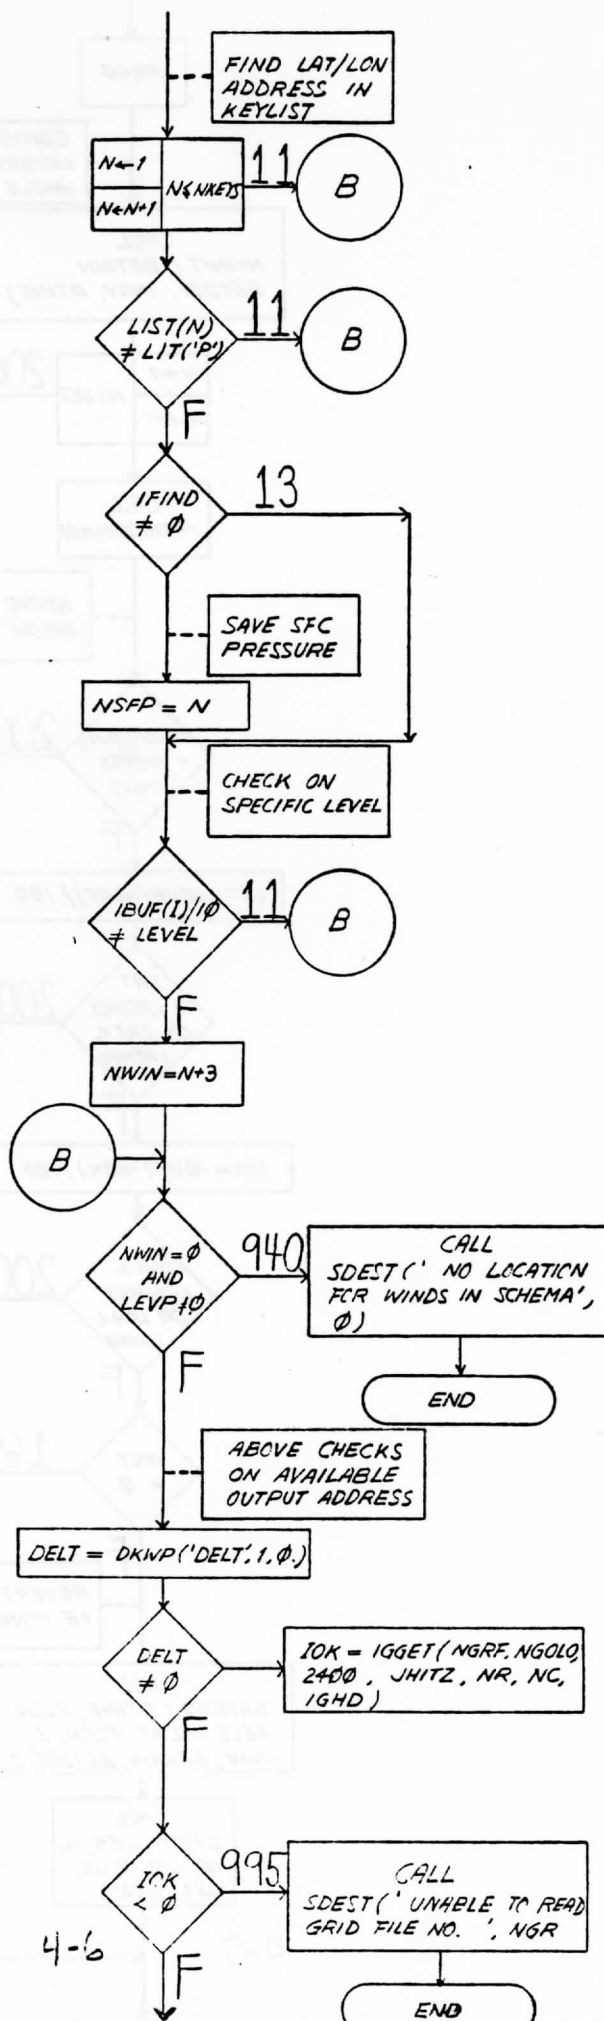 FIND LAT/LON
ADDRESS IN
KEYLIST
N←1
N←N+1
N≤NKEYS
11
B
LIST(N)
≠ LIT('P')
11
B
F
IFIND
≠ Ø
13
SAVE SFC
PRESSURE
NSFP = N
CHECK ON
SPECIFIC LEVEL
IBUF(I)/1Ø
≠ LEVEL
11
B
F
NWIN=N+3
B
NWIN=Ø
AND
LEVP≠Ø
940
CALL
SDEST(' NO LOCATION
FOR WINDS IN SCHEMA',
Ø)
END
F
ABOVE CHECKS
ON AVAILABLE
OUTPUT ADDRESS
DELT = DKWP('DELT',1,Ø.)
DELT
≠ Ø
IOK = IGGET(NGRF, NGOLO,
24ØØ, JHITZ, NR, NC,
IGHD)
F
IOK
< Ø
995
CALL
SDEST(' UNABLE TO READ
GRID FILE NO. ', NGR
END
4-6
F